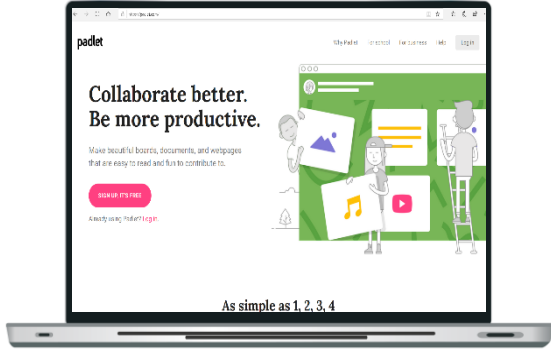 padlet
Why Padlet For school For business Help Log in
Collaborate better.
Be more productive.
Make beautiful boards, documents, and webpages
that are easy to read and fun to contribute to.
SIGN UP. IT'S FREE
Already using Padlet? Log in
As simple as 1, 2, 3, 4